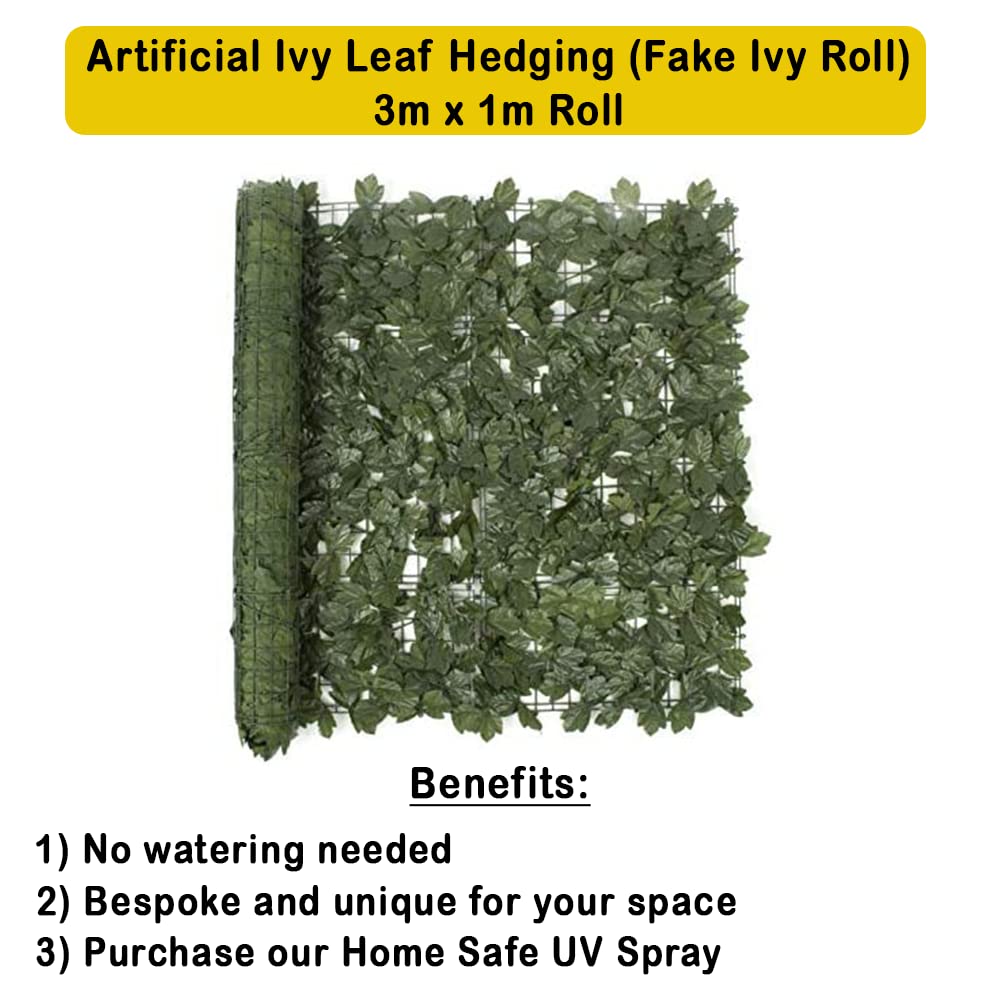 Artificial Ivy Leaf Hedging (Fake Ivy Roll)
3m x 1m Roll
Benefits:
1) No watering needed
2) Bespoke and unique for your space
3) Purchase our Home Safe UV Spray